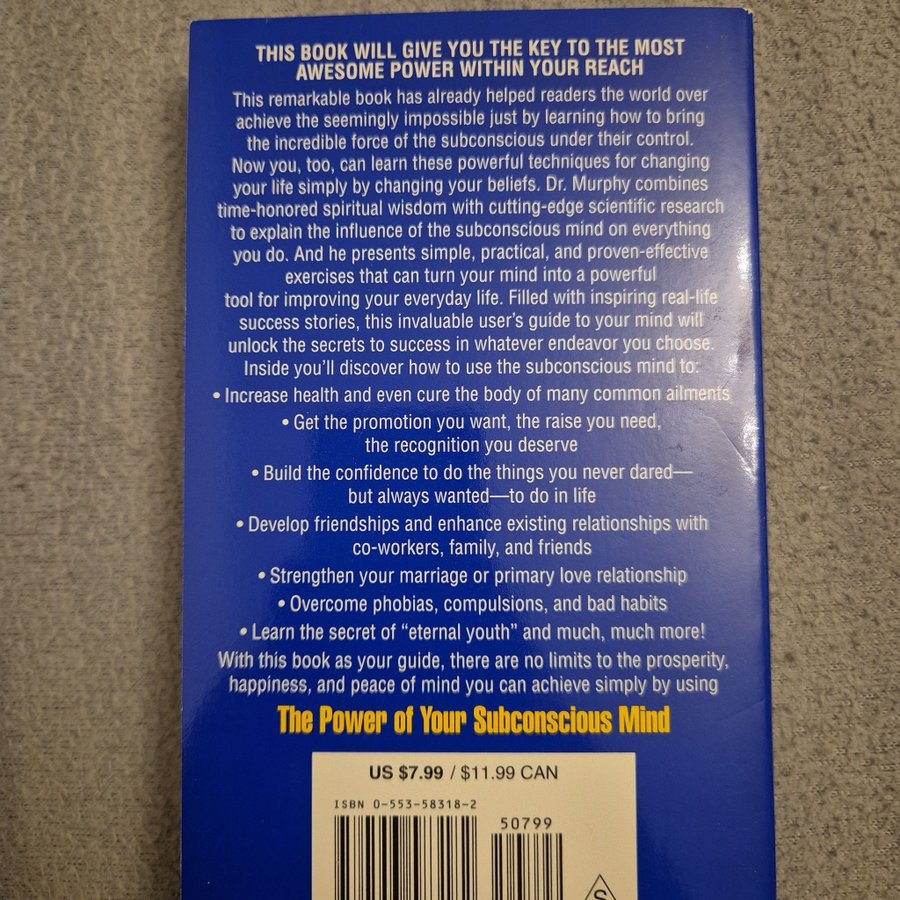 THIS BOOK WILL GIVE YOU THE KEY TO THE MOST
AWESOME POWER WITHIN YOUR REACH
This remarkable book has already helped readers the world over
achieve the seemingly impossible just by learning how to bring
the incredible force of the subconscious under their control.
Now you, too, can learn these powerful techniques for changing
your life simply by changing your beliefs. Dr. Murphy combines
time-honored spiritual wisdom with cutting-edge scientific research
to explain the influence of the subconscious mind on everything
you do. And he presents simple, practical, and proven-effective
exercises that can turn your mind into a powerful
tool for improving your everyday life. Filled with inspiring real-life
success stories, this invaluable user's guide to your mind will
unlock the secrets to success in whatever endeavor you choose.
Inside you'll discover how to use the subconscious mind to:
• Increase health and even cure the body of many common ailments
• Get the promotion you want, the raise you need,
the recognition you deserve
• Build the confidence to do the things you never dared—
but always wanted—to do in life
• Develop friendships and enhance existing relationships with
co-workers, family, and friends
• Strengthen your marriage or primary love relationship
• Overcome phobias, compulsions, and bad habits
• Learn the secret of "eternal youth" and much, much more!
With this book as your guide, there are no limits to the prosperity,
happiness, and peace of mind you can achieve simply by using
The Power of Your Subconscious Mind
US $7.99 / $11.99 CAN
ISBN 0-553-58318-2
50799
S